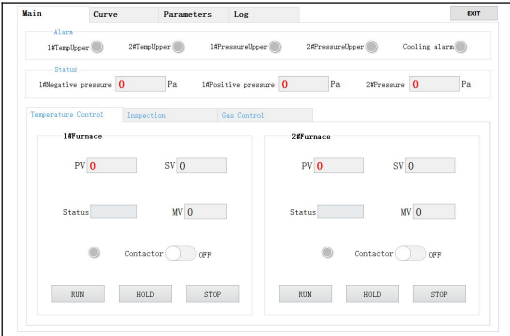 Main Curve Parameters Log EXIT
Alarm
1#TempUpper 2#TempUpper 1#PressureUpper 2#PressureUpper Cooling alarm
Status
1#Negative pressure 0 Pa 1#Positive pressure 0 Pa 2#Pressure 0 Pa
Temperature Control Inspection Gas Control
1#Furnace 2#Furnace
PV 0 SV 0 PV 0 SV 0
Status MV 0 Status MV 0
Contactor OFF Contactor OFF
RUN HOLD STOP RUN HOLD STOP